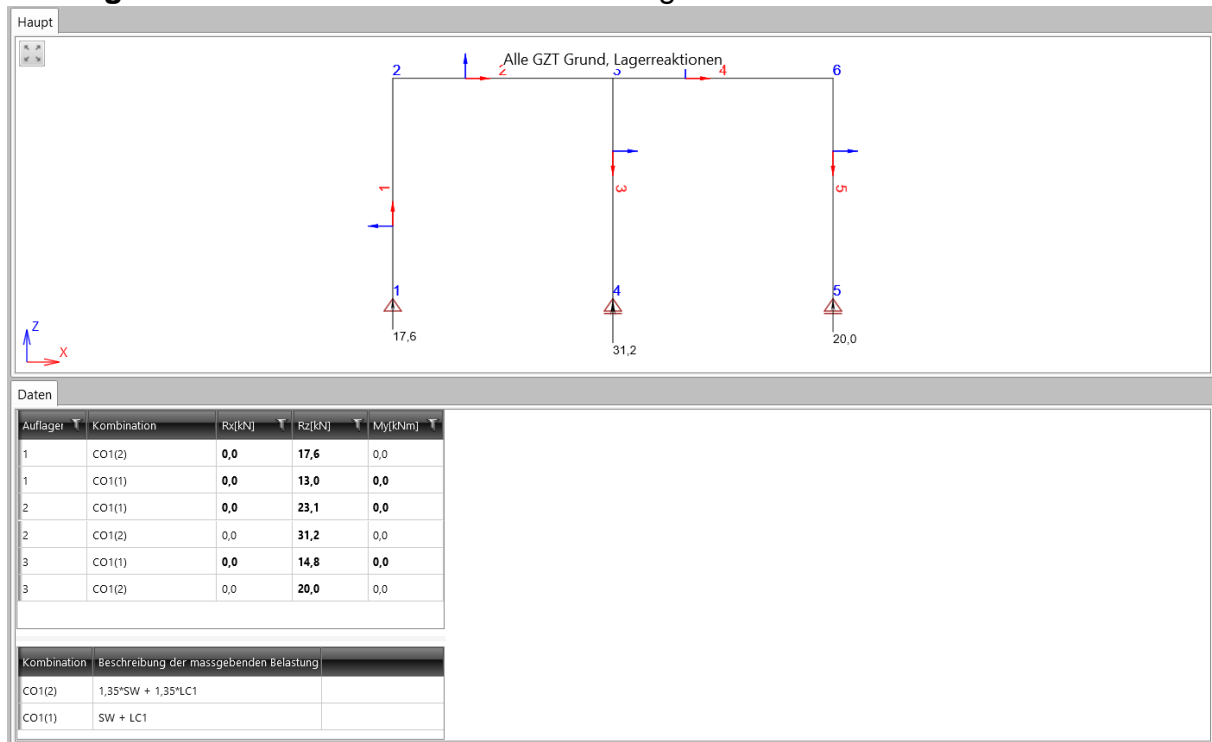 Haupt
Alle GZT Grund, Lagerreaktionen
2 2 3 4 6
1 3 5
1 4 5
17,6 31,2 20,0
Z
X
Daten
Auflager Kombination Rx[kN] Rz[kN] My[kNm]
1 CO1(2) 0,0 17,6 0,0
1 CO1(1) 0,0 13,0 0,0
2 CO1(1) 0,0 23,1 0,0
2 CO1(2) 0,0 31,2 0,0
3 CO1(1) 0,0 14,8 0,0
3 CO1(2) 0,0 20,0 0,0
Kombination Beschreibung der massgebenden Belastung
CO1(2) 1,35*SW + 1,35*LC1
CO1(1) SW + LC1